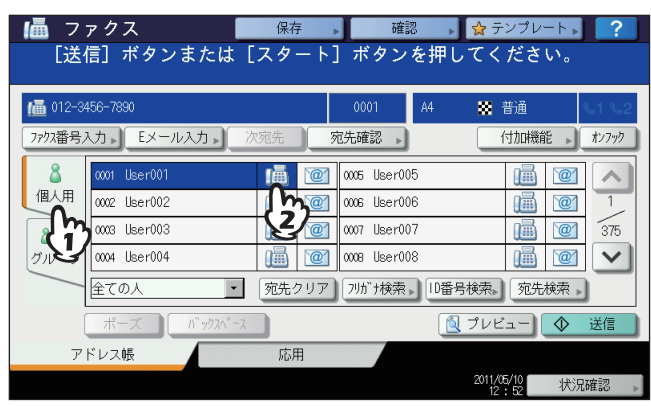 ファクス 保存 確認 テンプレート ?
[送信] ボタンまたは [スタート] ボタンを押してください。
012-3456-7890 0001 A4 普通 1 2
ファクス番号入力 Eメール入力 次宛先 宛先確認 付加機能 オンフック
個人用
0001 User001 0005 User005
0002 User002 0006 User006 1
0003 User003 0007 User007 375
0004 User004 0008 User008
1 2
グルー
全ての人 宛先クリア フリガナ検索 ID番号検索 宛先検索
ポーズ バックスペース プレビュー 送信
アドレス帳 応用
2011/05/10
12:52 状況確認